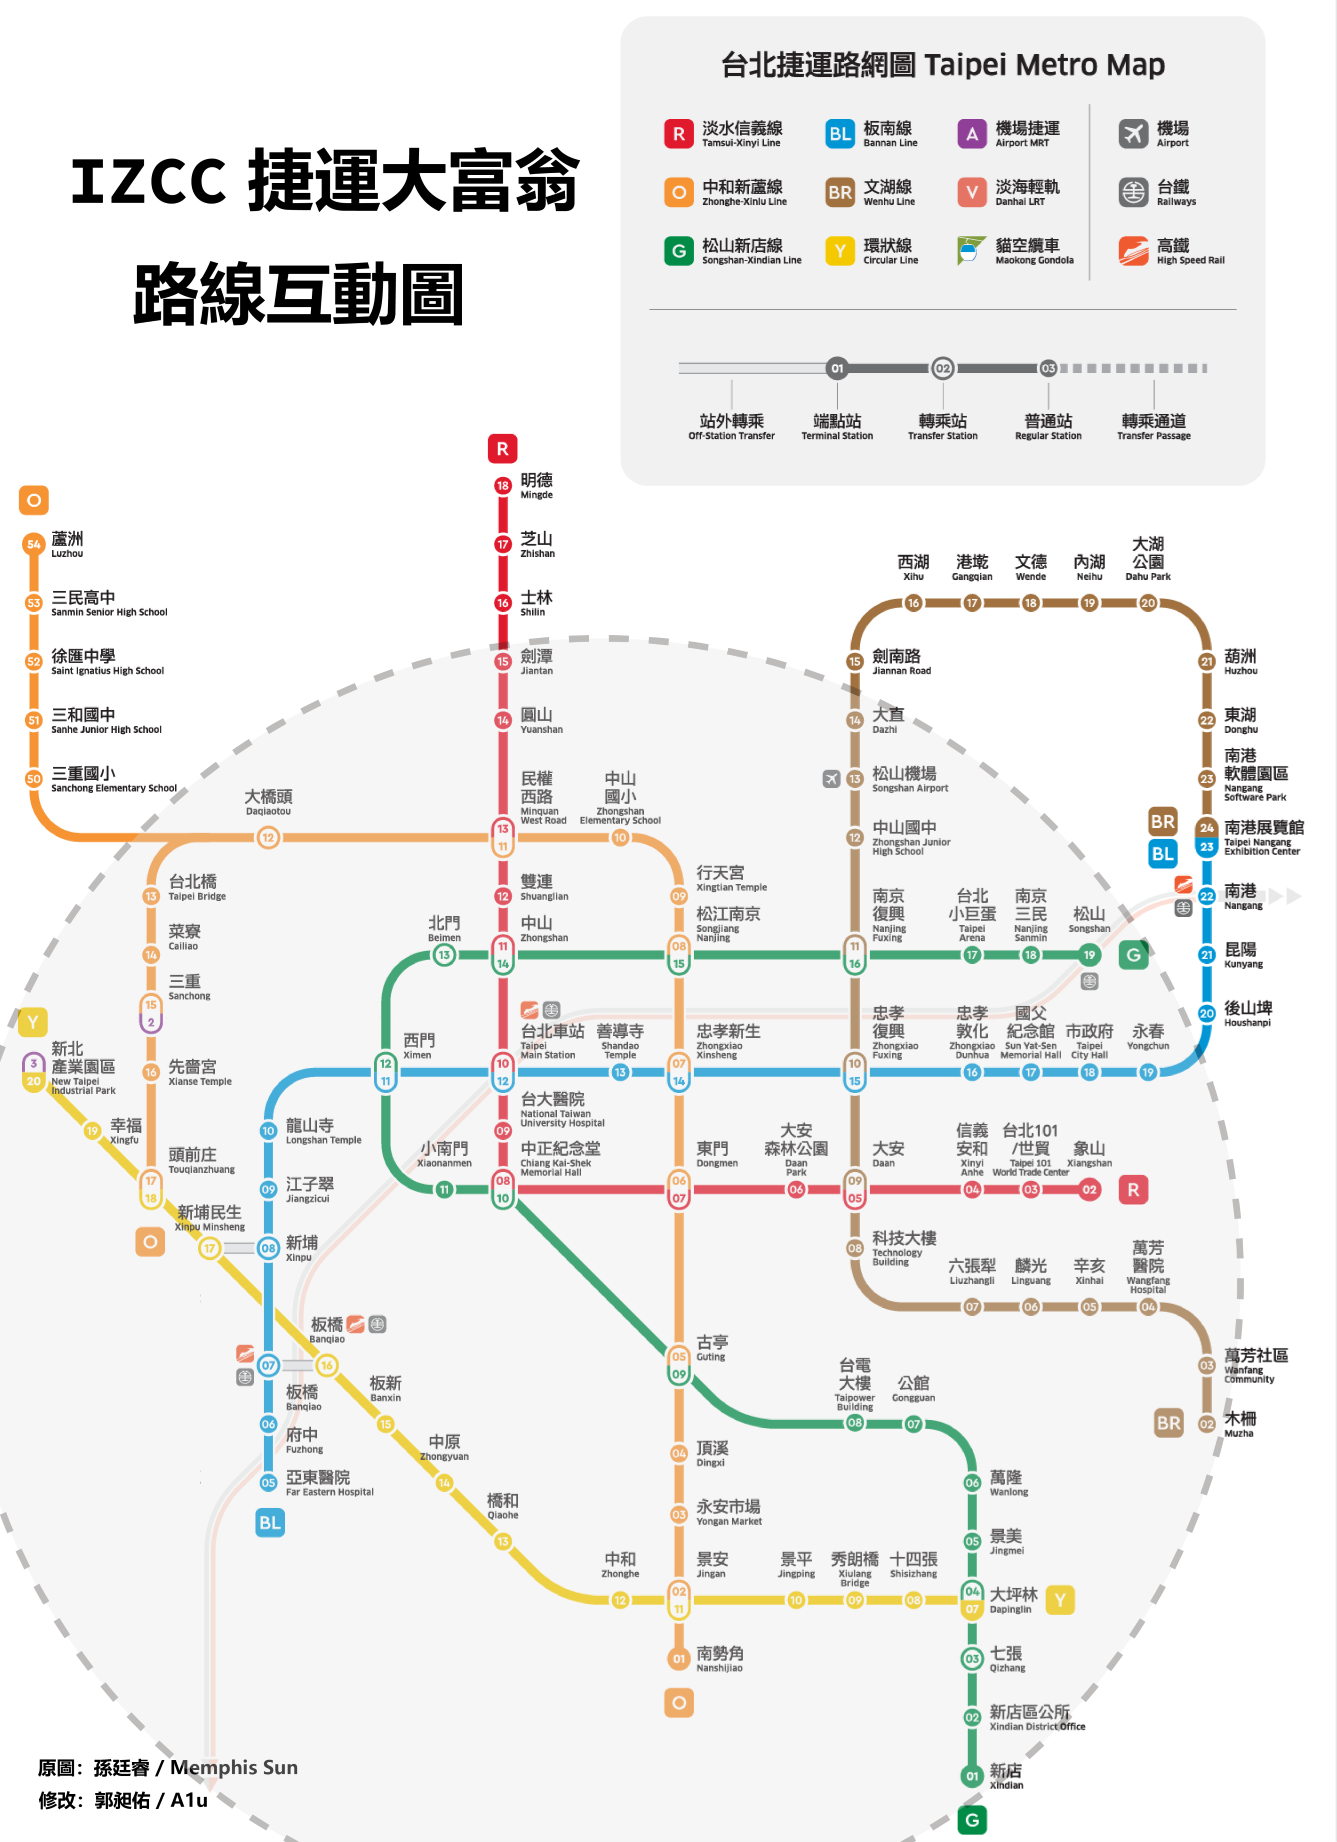 IZCC 捷運大富翁
路線互動圖
台北捷運路網圖 Taipei Metro Map
R 淡水信義線
Tamsui-Xinyi Line
BL 板南線
Bannan Line
A 機場捷運
Airport MRT
機場
Airport
O 中和新蘆線
Zhonghe-Xinlu Line
BR 文湖線
Wenhu Line
V 淡海輕軌
Danhai LRT
台鐵
Railways
G 松山新店線
Songshan-Xindian Line
Y 環狀線
Circular Line
貓空纜車
Maokong Gondola
高鐵
High Speed Rail
01
02
03
站外轉乘
Off-Station Transfer
端點站
Terminal Station
轉乘站
Transfer Station
普通站
Regular Station
轉乘通道
Transfer Passage
R
18 明德
Mingde
17 芝山
Zhishan
16 士林
Shilin
15 劍潭
Jiantan
14 圓山
Yuanshan
民權
西路
Minquan
West Road
13
11
12 雙連
Shuanglian
中山
Zhongshan
11
14
台北車站
Taipei
Main Station
10
12
台大醫院
National Taiwan
University Hospital
09
中正紀念堂
Chiang Kai-Shek
Memorial Hall
08
10
東門
Dongmen
06
07
大安
森林公園
Daan
Park
06
大安
Daan
09
05
信義
安和
Xinyi
Anhe
04
台北101
/世貿
Taipei 101
World Trade Center
03
象山
Xiangshan
02
R
O
54 蘆洲
Luzhou
53 三民高中
Sanmin Senior High School
52 徐匯中學
Saint Ignatius High School
51 三和國中
Sanhe Junior High School
50 三重國小
Sanchong Elementary School
大橋頭
Daqiaotou
12
中山
國小
Zhongshan
Elementary School
10
行天宮
Xingtian Temple
09
松江南京
Songjiang
Nanjing
08
15
忠孝新生
Zhongxiao
Xinsheng
07
14
台北橋
Taipei Bridge
13
菜寮
Cailiao
14
三重
Sanchong
15
2
先嗇宮
Xianse Temple
16
頭前庄
Touqianzhuang
17
18
O
古亭
Guting
05
09
頂溪
Dingxi
04
永安市場
Yongan Market
03
景安
Jingan
02
11
南勢角
Nanshijiao
01
O
西湖
Xihu
16
港墘
Gangqian
17
文德
Wende
18
內湖
Neihu
19
大湖
公園
Dahu Park
20
15 劍南路
Jiannan Road
14 大直
Dazhi
13 松山機場
Songshan Airport
12 中山國中
Zhongshan Junior
High School
南京
復興
Nanjing
Fuxing
11
16
忠孝
復興
Zhongxiao
Fuxing
10
15
21 葫洲
Huzhou
22 東湖
Donghu
南港
軟體園區
Nangang
Software Park
23
BR
BL
24
23
南港展覽館
Taipei Nangang
Exhibition Center
22 南港
Nangang
21 昆陽
Kunyang
20 後山埤
Houshanpi
科技大樓
Technology
Building
08
六張犁
Liuzhangli
07
麟光
Linguang
06
辛亥
Xinhai
05
萬芳
醫院
Wangfang
Hospital
04
萬芳社區
Wanfang
Community
03
木柵
Muzha
02
BR
北門
Beimen
13
台北
小巨蛋
Taipei
Arena
17
南京
三民
Nanjing
Sanmin
18
松山
Songshan
19
G
西門
Ximen
12
11
小南門
Xiaonanmen
11
善導寺
Shandao
Temple
13
忠孝
敦化
Zhongxiao
Dunhua
16
國父
紀念館
Sun Yat-Sen
Memorial Hall
17
市政府
Taipei
City Hall
18
永春
Yongchun
19
龍山寺
Longshan Temple
10
江子翠
Jiangzicui
09
新埔
Xinpu
08
07
板橋
Banqiao
府中
Fuzhong
06
亞東醫院
Far Eastern Hospital
05
BL
台電
大樓
Taipower
Building
08
公館
Gongguan
07
萬隆
Wanlong
06
景美
Jingmei
05
大坪林
Dapinglin
04
07
Y
七張
Qizhang
03
新店區公所
Xindian District Office
02
新店
Xindian
01
G
Y
新北
產業園區
New Taipei
Industrial Park
3
20
幸福
Xingfu
19
新埔民生
Xinpu Minsheng
17
板橋
Banqiao
16
板新
Banxin
15
中原
Zhongyuan
14
橋和
Qiaohe
13
中和
Zhonghe
12
景平
Jingping
10
秀朗橋
Xiulang
Bridge
09
十四張
Shisizhang
08
原圖：孫廷睿 / Memphis Sun
修改：郭昶佑 / A1u